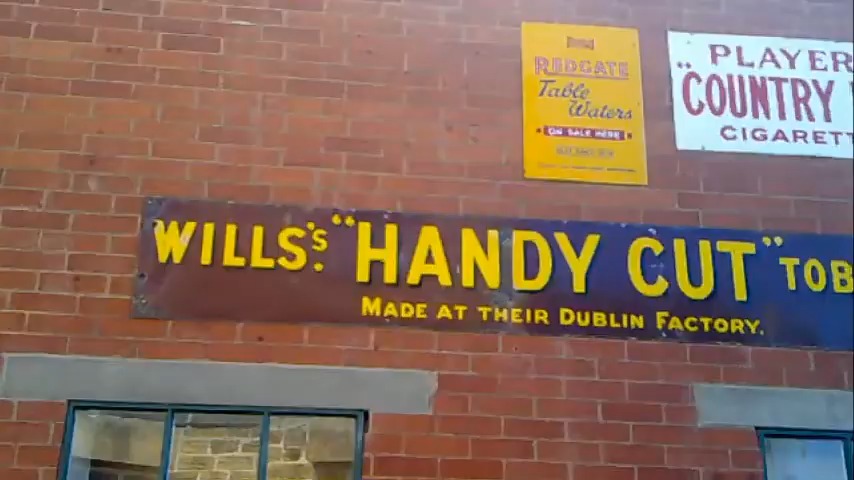 REDGATE
Table
Waters
ON SALE HERE
PLAYER
"COUNTRY
CIGARETT
WILLS'S "HANDY CUT" TOB
MADE AT THEIR DUBLIN FACTORY.